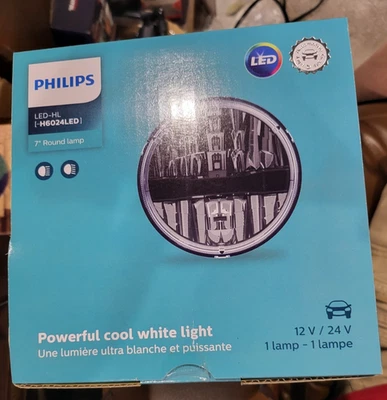 PHILIPS
LED
LED-HL
[-H6024LED]
7" Round lamp
Powerful cool white light
Une lumière ultra blanche et puissante
12 V / 24 V
1 lamp - 1 lampe